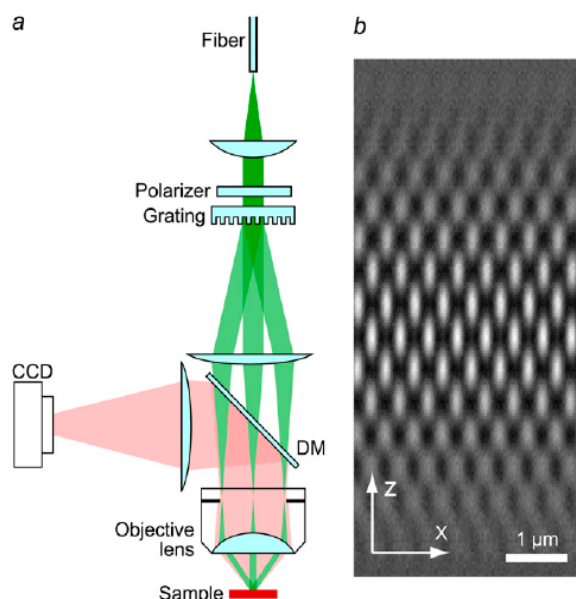 a
Fiber
Polarizer
Grating
CCD
DM
Objective
lens
Sample
b
Z
X
1 µm